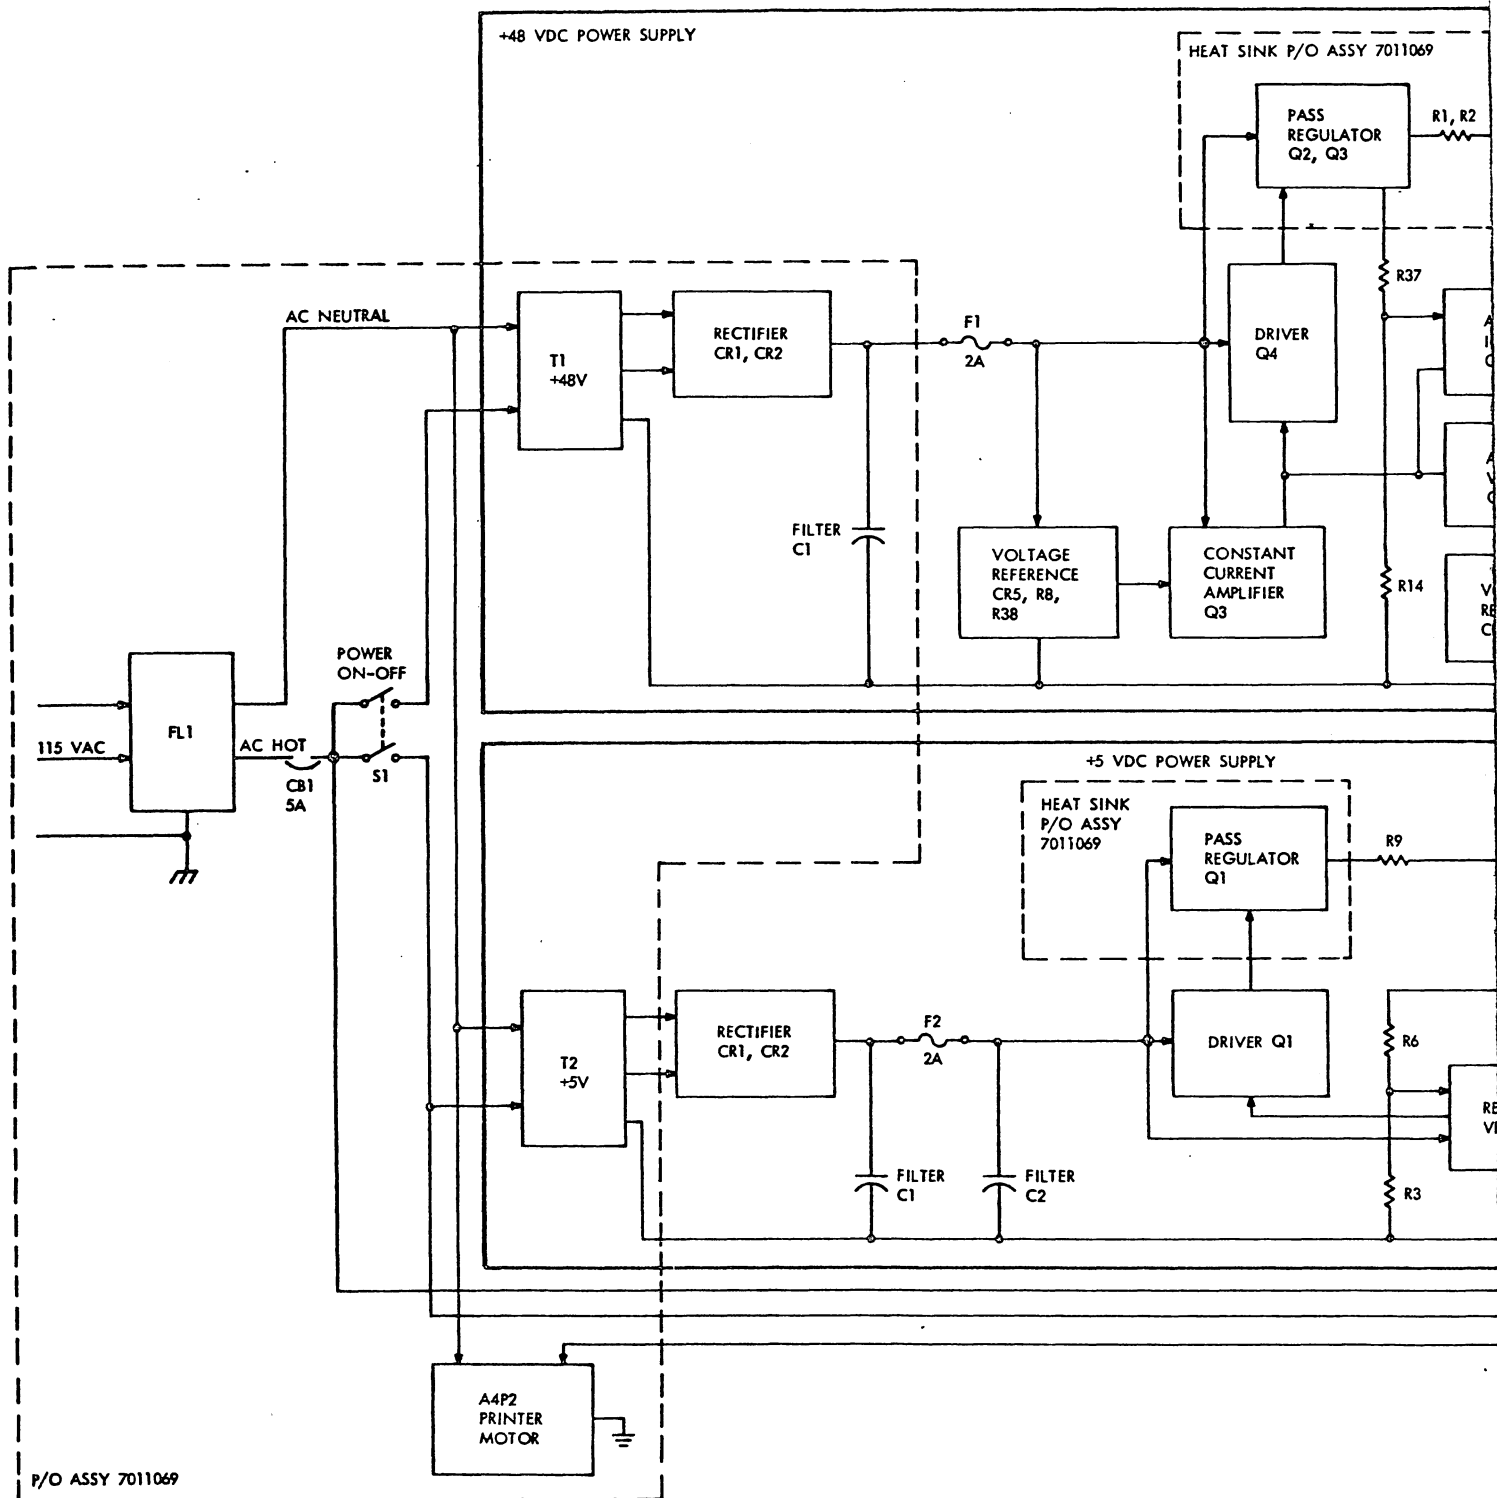 +48 VDC POWER SUPPLY
HEAT SINK P/O ASSY 7011069
PASS
REGULATOR
Q2, Q3
R1, R2
R37
AC NEUTRAL
T1
+48V
RECTIFIER
CR1, CR2
F1
2A
DRIVER
Q4
FILTER
C1
VOLTAGE
REFERENCE
CR5, R8,
R38
CONSTANT
CURRENT
AMPLIFIER
Q3
R14
POWER
ON-OFF
FL1
115 VAC
AC HOT
CB1
5A
S1
+5 VDC POWER SUPPLY
HEAT SINK
P/O ASSY
7011069
PASS
REGULATOR
Q1
R9
T2
+5V
RECTIFIER
CR1, CR2
F2
2A
DRIVER Q1
R6
FILTER
C1
FILTER
C2
R3
A4P2
PRINTER
MOTOR
P/O ASSY 7011069